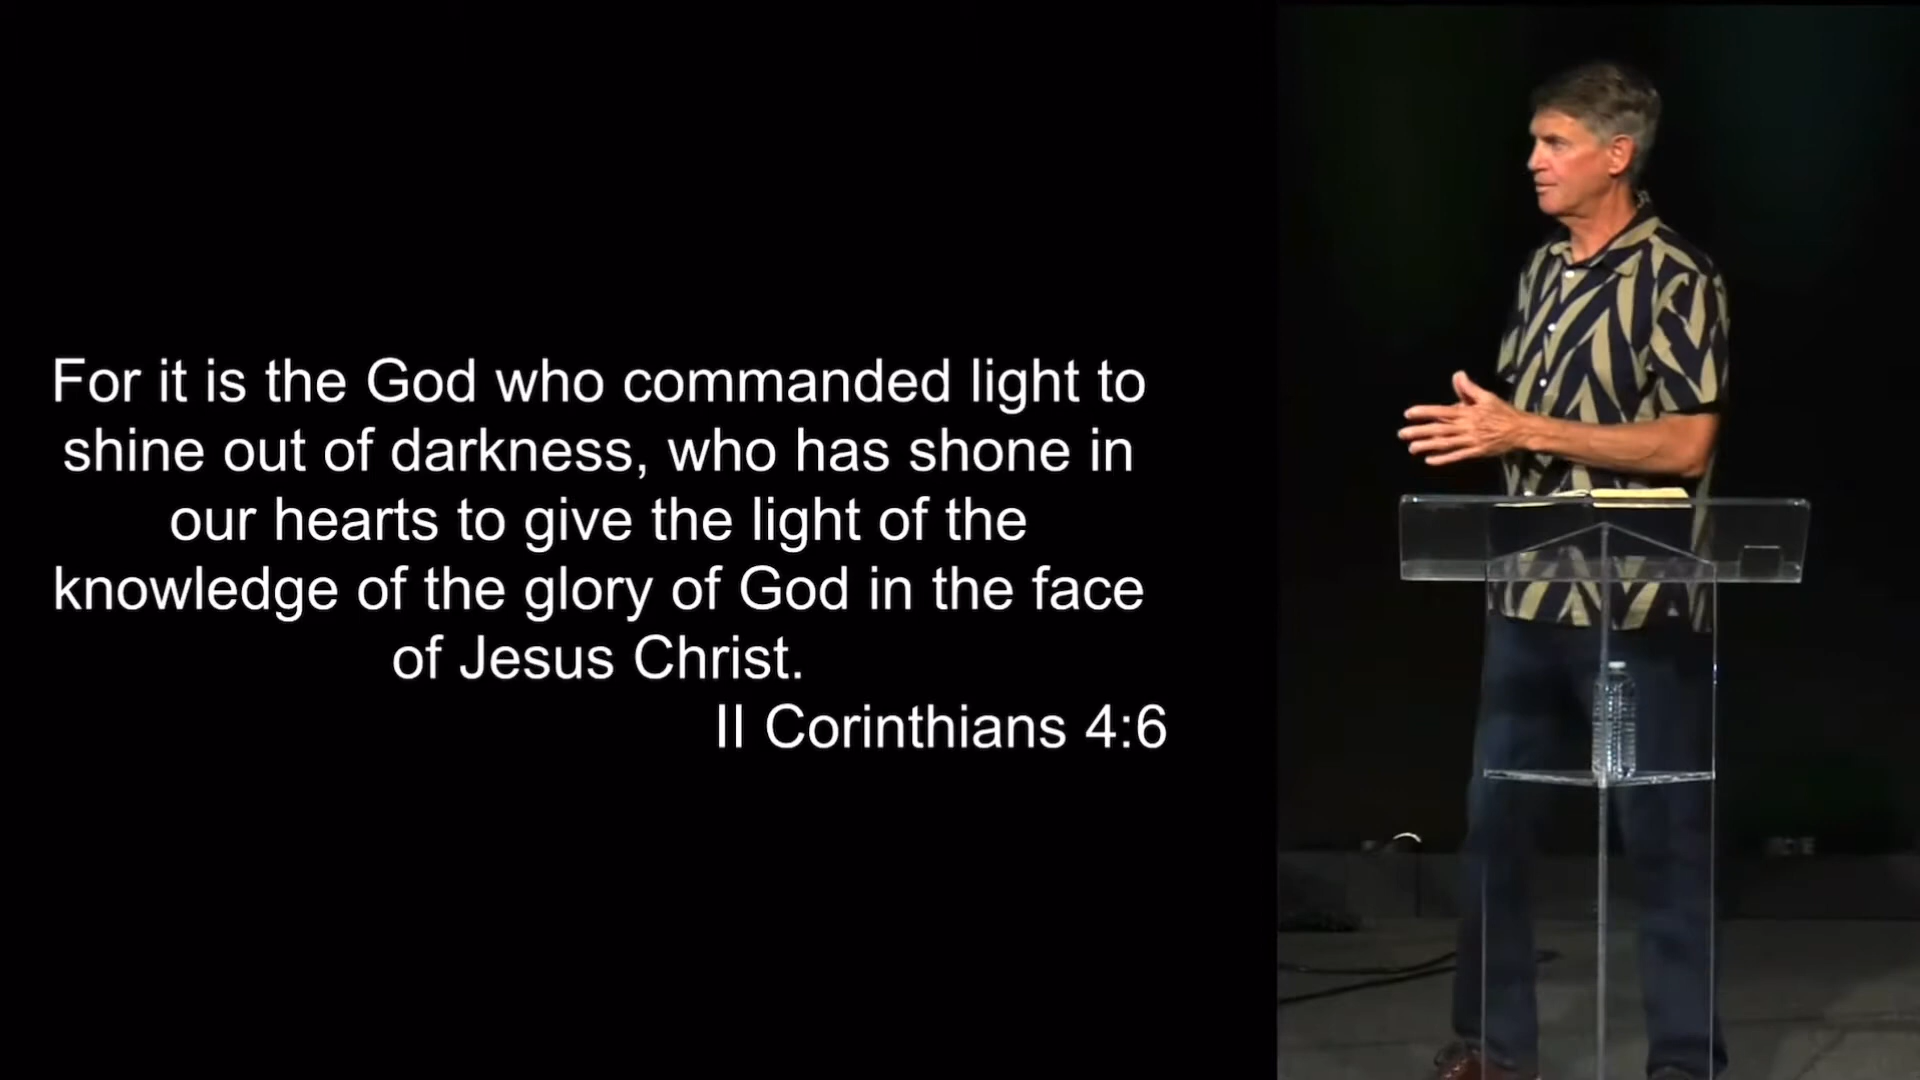 For it is the God who commanded light to
shine out of darkness, who has shone in
our hearts to give the light of the
knowledge of the glory of God in the face
of Jesus Christ.
II Corinthians 4:6